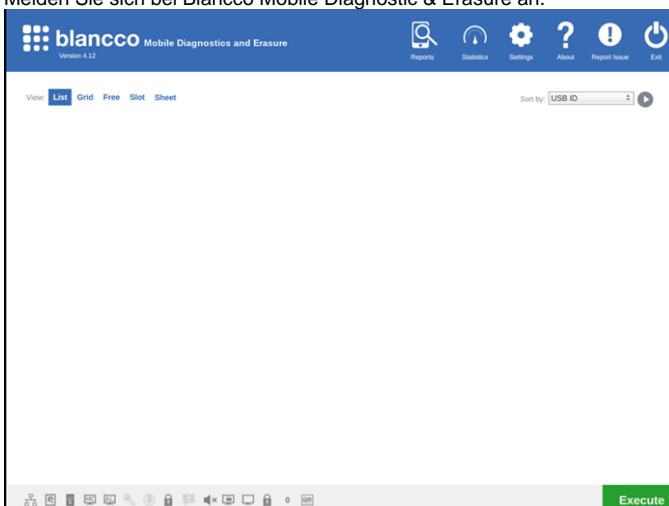 Melden Sie sich bei Blancco Mobile Diagnostic & Erasure an.
blancco Mobile Diagnostics and Erasure
Version 4.12
Reports Statistics Settings About Report Issue Exit
View: List Grid Free Slot Sheet Sort by: USB ID
0 Execute